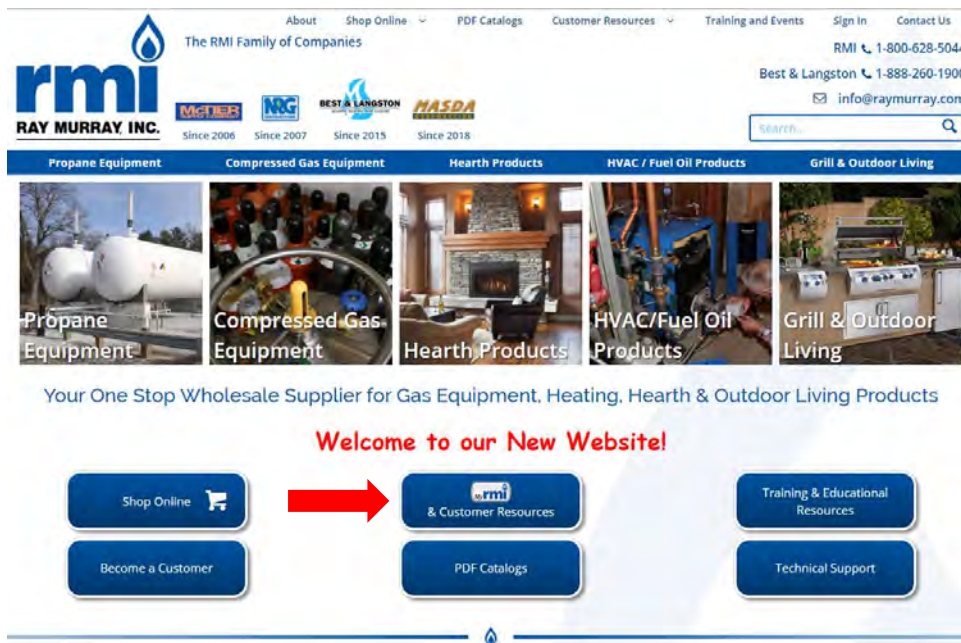 About Shop Online PDF Catalogs Customer Resources Training and Events Sign In Contact Us
The RMI Family of Companies
RMI 1-800-628-5044
Best & Langston 1-888-260-1900
info@raymurray.com
rmi
RAY MURRAY, INC.
McDER NRG BEST & LANGSTON MASDA
Since 2006 Since 2007 Since 2015 Since 2018
Search...
Propane Equipment Compressed Gas Equipment Hearth Products HVAC / Fuel Oil Products Grill & Outdoor Living
Propane Equipment
Compressed Gas Equipment
Hearth Products
HVAC/Fuel Oil Products
Grill & Outdoor Living
Your One Stop Wholesale Supplier for Gas Equipment, Heating, Hearth & Outdoor Living Products
Welcome to our New Website!
Shop Online
My rmi
& Customer Resources
Training & Educational
Resources
Become a Customer
PDF Catalogs
Technical Support